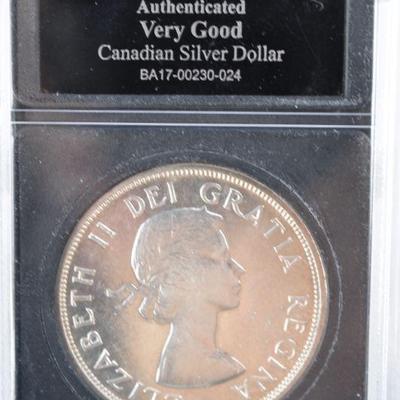 Authenticated
Very Good
Canadian Silver Dollar
BA17-00230-024
ELIZABETH II DEI GRATIA REGINA